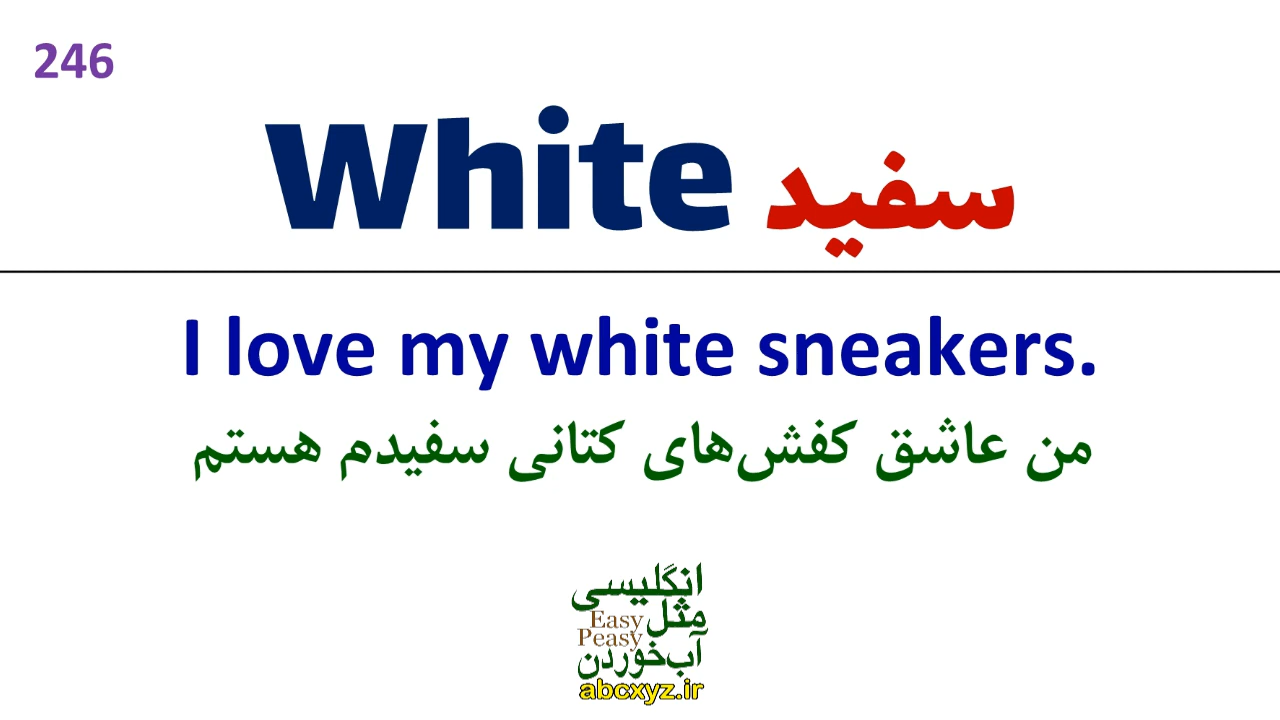 246
White سفید
I love my white sneakers.
من عاشق کفش‌های کتانی سفیدم هستم
انگلیسی
مثل
Easy
Peasy
آب‌خوردن
abcxyz.ir